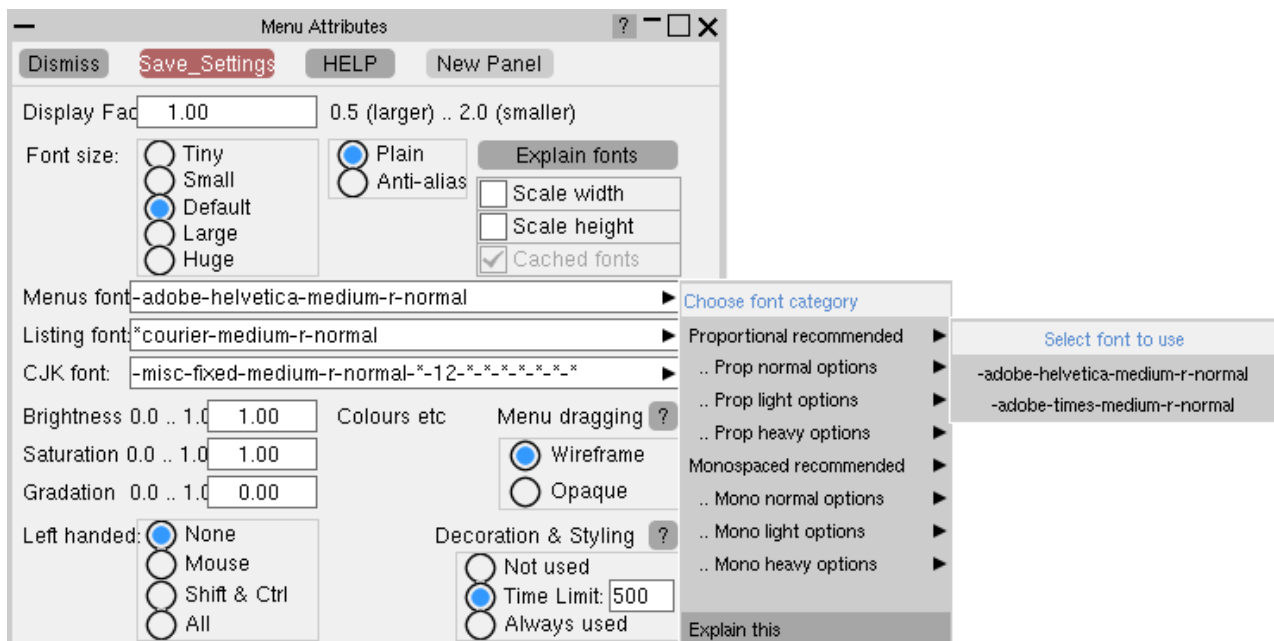 Menu Attributes ?
Dismiss Save_Settings HELP New Panel
Display Fac 1.00 0.5 (larger) .. 2.0 (smaller)
Font size: Tiny Plain Explain fonts
Small Anti-alias Scale width
Default Scale height
Large Cached fonts
Huge
Menus font -adobe-helvetica-medium-r-normal
Listing font: *courier-medium-r-normal
CJK font: -misc-fixed-medium-r-normal-*-12-*-*-*-*-*-*
Brightness 0.0 .. 1.0 1.00 Colours etc Menu dragging ?
Saturation 0.0 .. 1.0 1.00 Wireframe
Gradation 0.0 .. 1.0 0.00 Opaque
Left handed: None Decoration & Styling ?
Mouse Not used
Shift & Ctrl Time Limit: 500
All Always used
Choose font category
Proportional recommended
.. Prop normal options
.. Prop light options
.. Prop heavy options
Monospaced recommended
.. Mono normal options
.. Mono light options
.. Mono heavy options
Explain this
Select font to use
-adobe-helvetica-medium-r-normal
-adobe-times-medium-r-normal